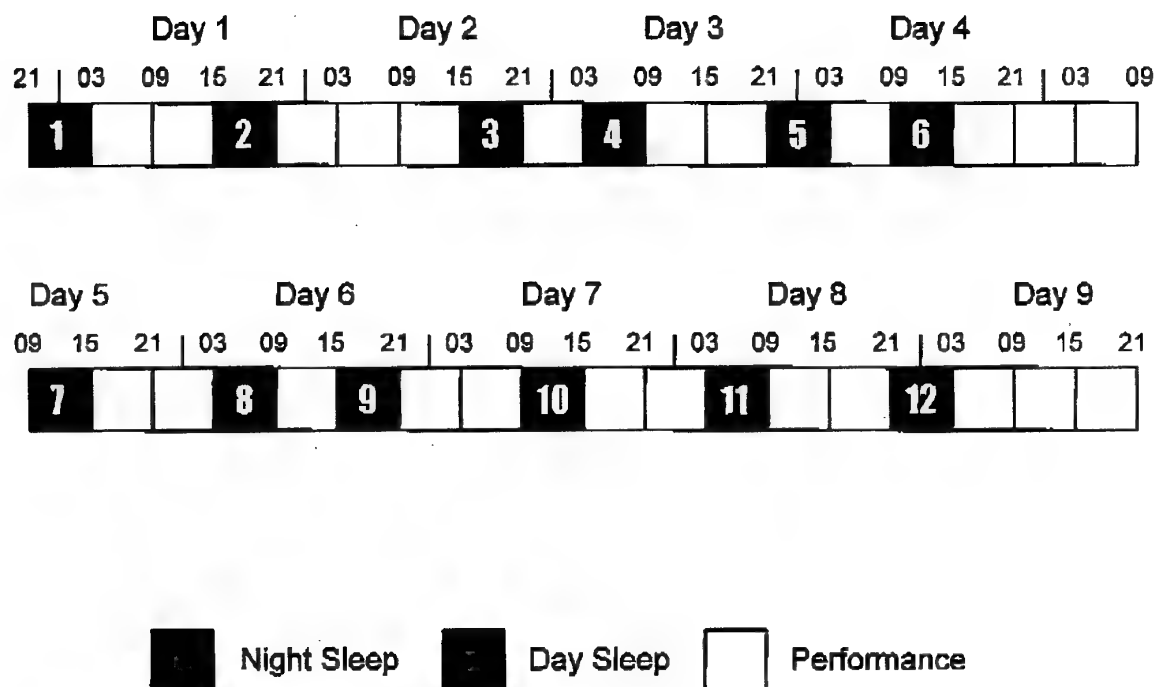 Day 1 Day 2 Day 3 Day 4
21 03 09 15 21 03 09 15 21 03 09 15 21 03 09 15 21 03 09
1 2 3 4 5 6
Day 5 Day 6 Day 7 Day 8 Day 9
09 15 21 03 09 15 21 03 09 15 21 03 09 15 21 03 09 15 21
7 8 9 10 11 12
Night Sleep Day Sleep Performance